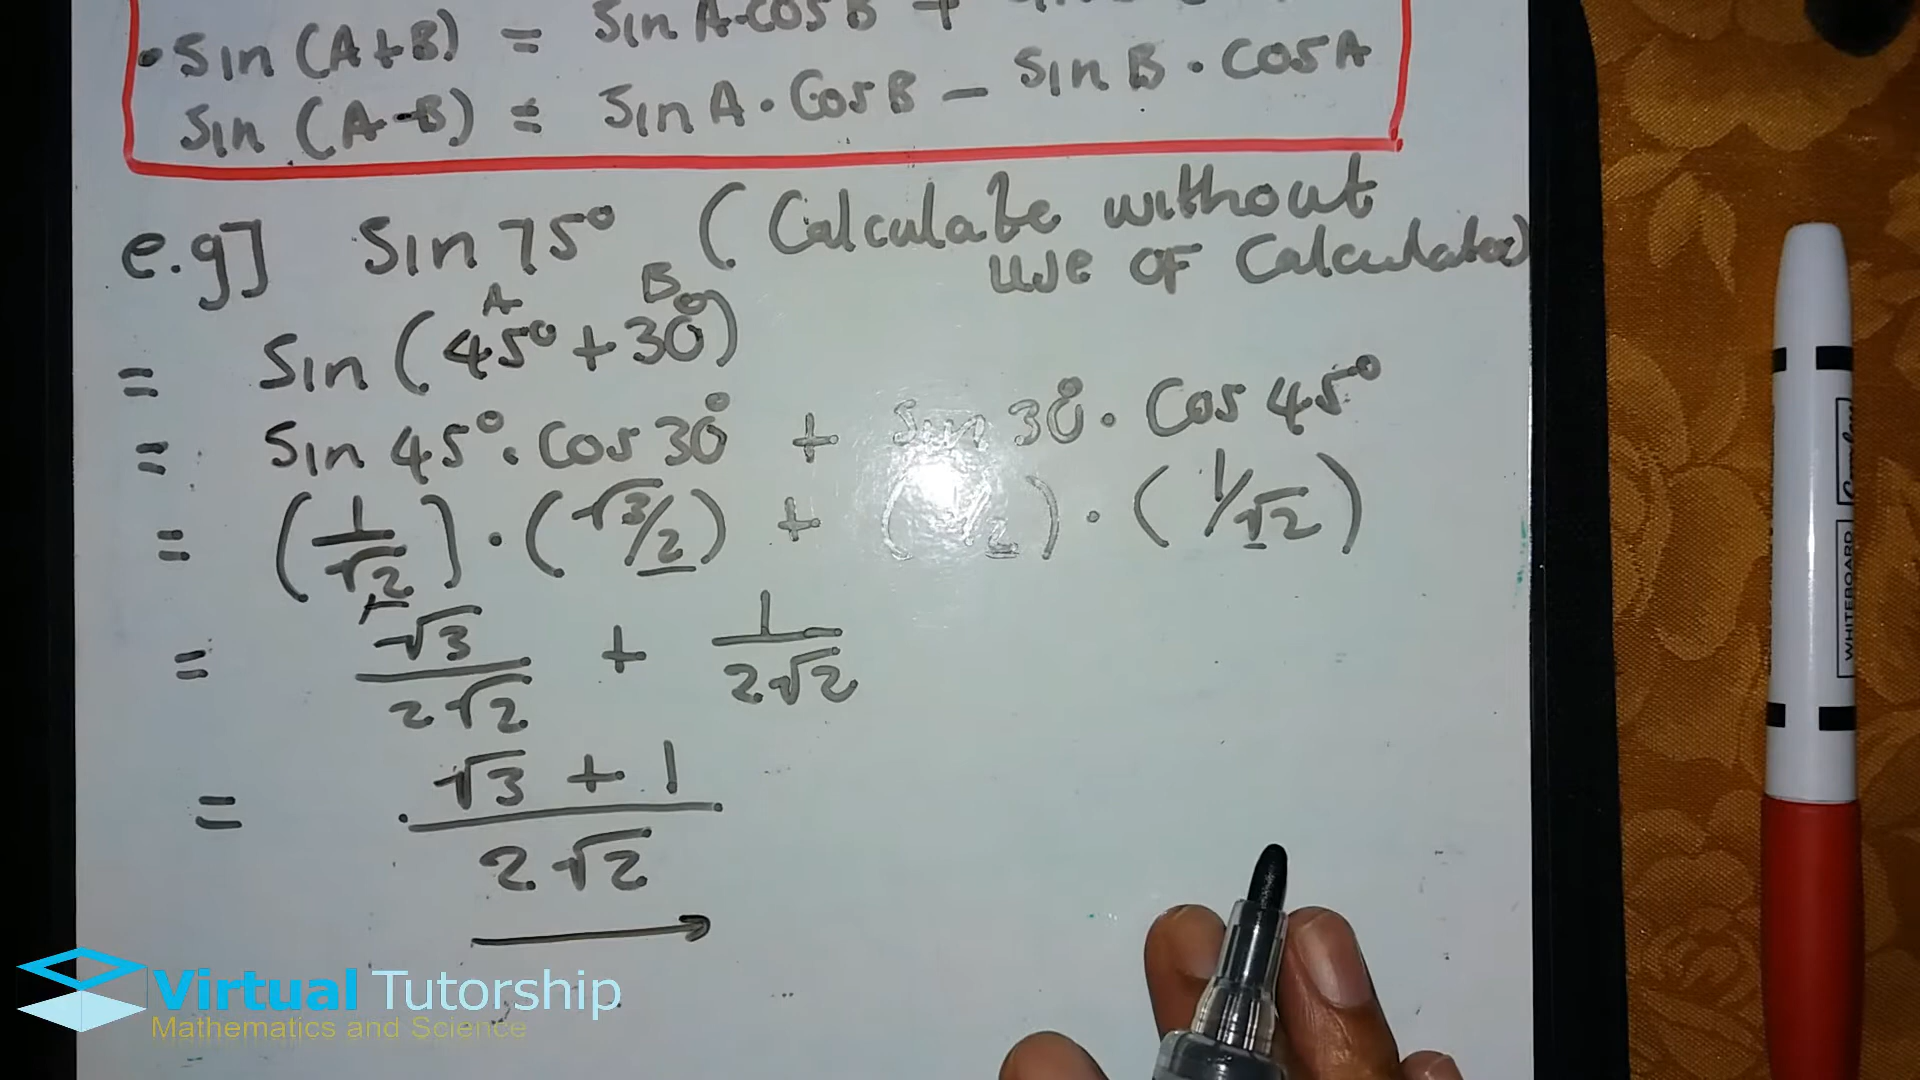 • Sin (A+B) = Sin A·Cos B +
Sin (A-B) = Sin A · Cos B - Sin B · Cos A
e.g] Sin 75° (Calculate without
use of Calculator)
A B
= Sin (45° + 30°)
= Sin 45° · Cos 30° + Sin 30° · Cos 45°
= (1/√2) · (√3/2) + ( /2) · (1/√2)
= √3/2√2 + 1/2√2
= √3 + 1/2√2
Virtual Tutorship
Mathematics and Science
WHITEBOARD